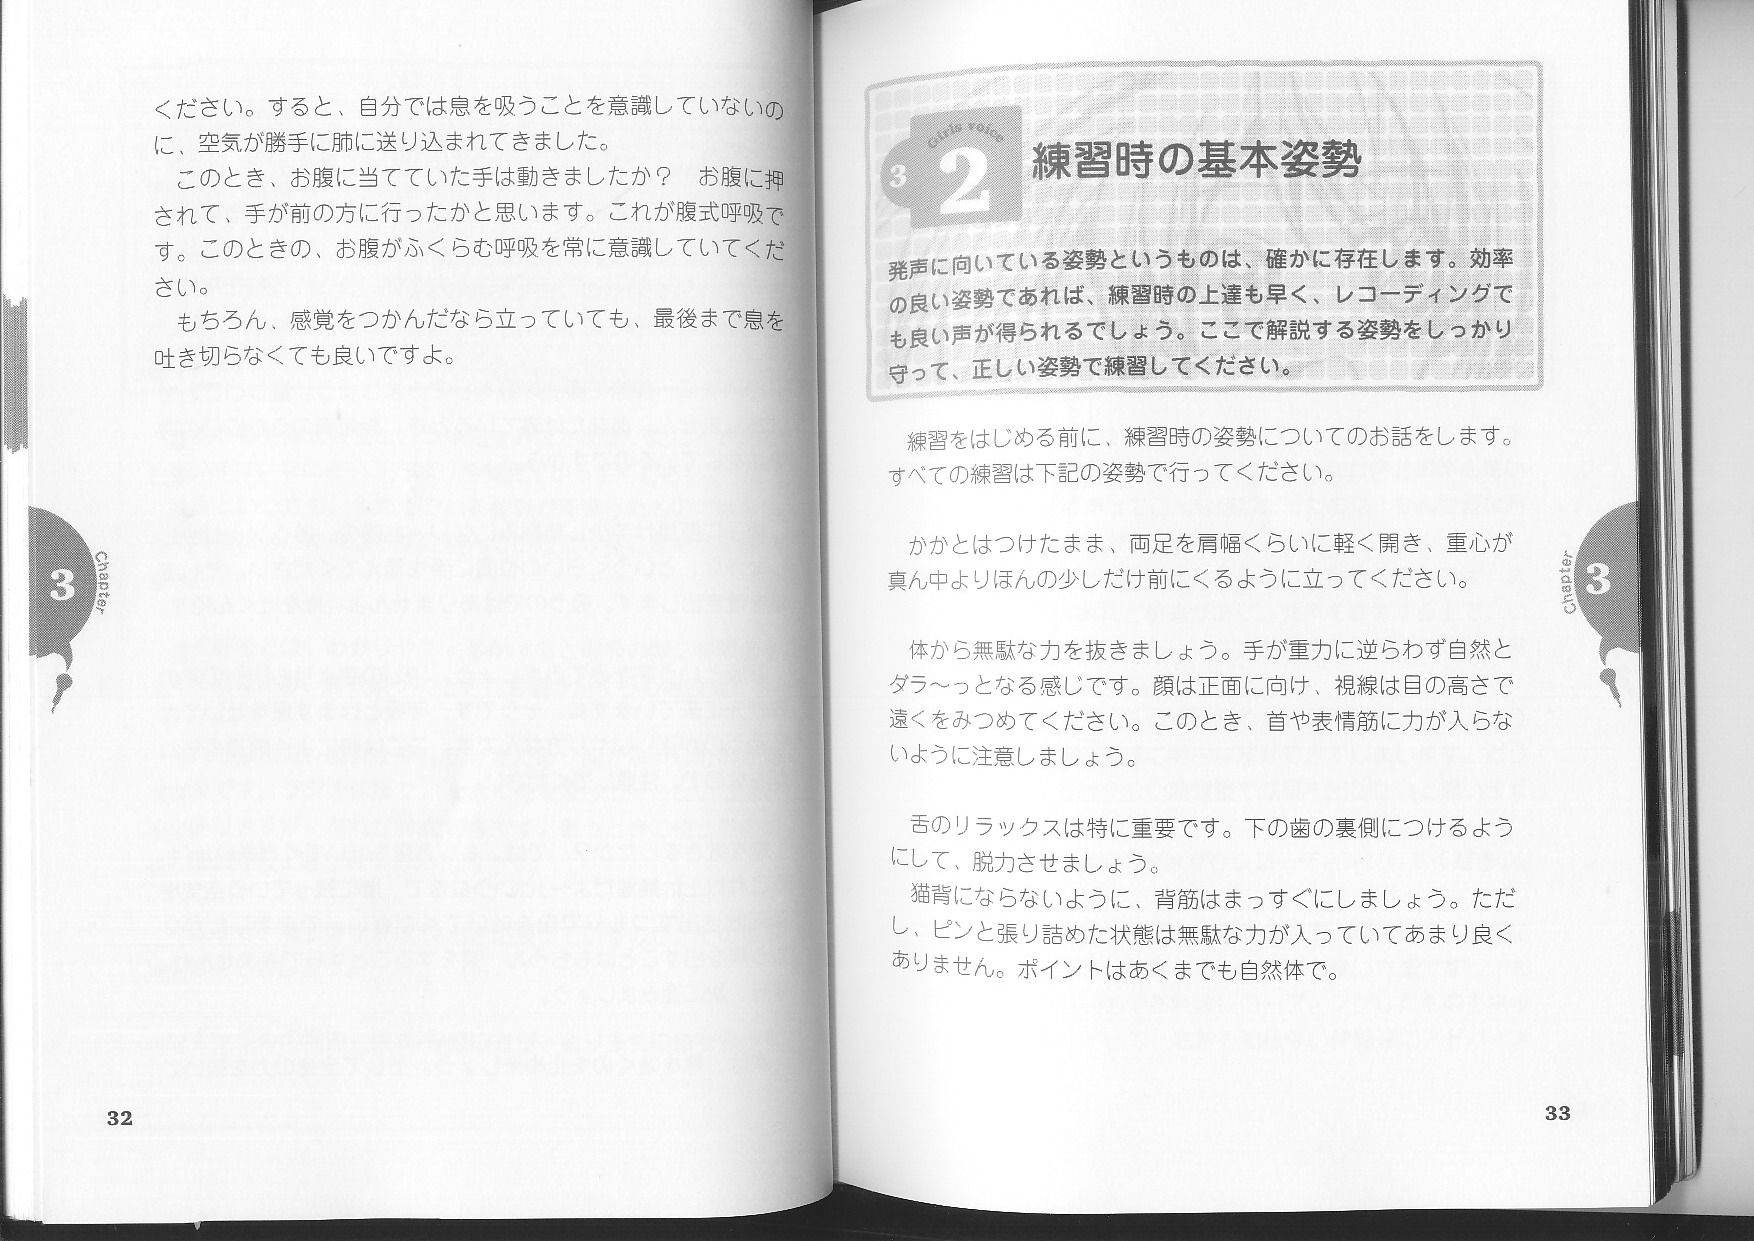 ください。すると、自分では息を吸うことを意識していないの
に、空気が勝手に肺に送り込まれてきました。
このとき、お腹に当てていた手は動きましたか？　お腹に押
されて、手が前の方に行ったかと思います。これが腹式呼吸で
す。このときの、お腹がふくらむ呼吸を常に意識していてくだ
さい。
もちろん、感覚をつかんだなら立っていても、最後まで息を
吐き切らなくても良いですよ。
3
Chapter
32
Girls voice
3
2
練習時の基本姿勢
発声に向いている姿勢というものは、確かに存在します。効率
の良い姿勢であれば、練習時の上達も早く、レコーディングで
も良い声が得られるでしょう。ここで解説する姿勢をしっかり
守って、正しい姿勢で練習してください。
練習をはじめる前に、練習時の姿勢についてのお話をします。
すべての練習は下記の姿勢で行ってください。
かかとはつけたまま、両足を肩幅くらいに軽く開き、重心が
真ん中よりほんの少しだけ前にくるように立ってください。
体から無駄な力を抜きましょう。手が重力に逆らわず自然と
ダラ〜っとなる感じです。顔は正面に向け、視線は目の高さで
遠くをみつめてください。このとき、首や表情筋に力が入らな
いように注意しましょう。
舌のリラックスは特に重要です。下の歯の裏側につけるよう
にして、脱力させましょう。
猫背にならないように、背筋はまっすぐにしましょう。ただ
し、ピンと張り詰めた状態は無駄な力が入っていてあまり良く
ありません。ポイントはあくまでも自然体で。
Chapter
3
33